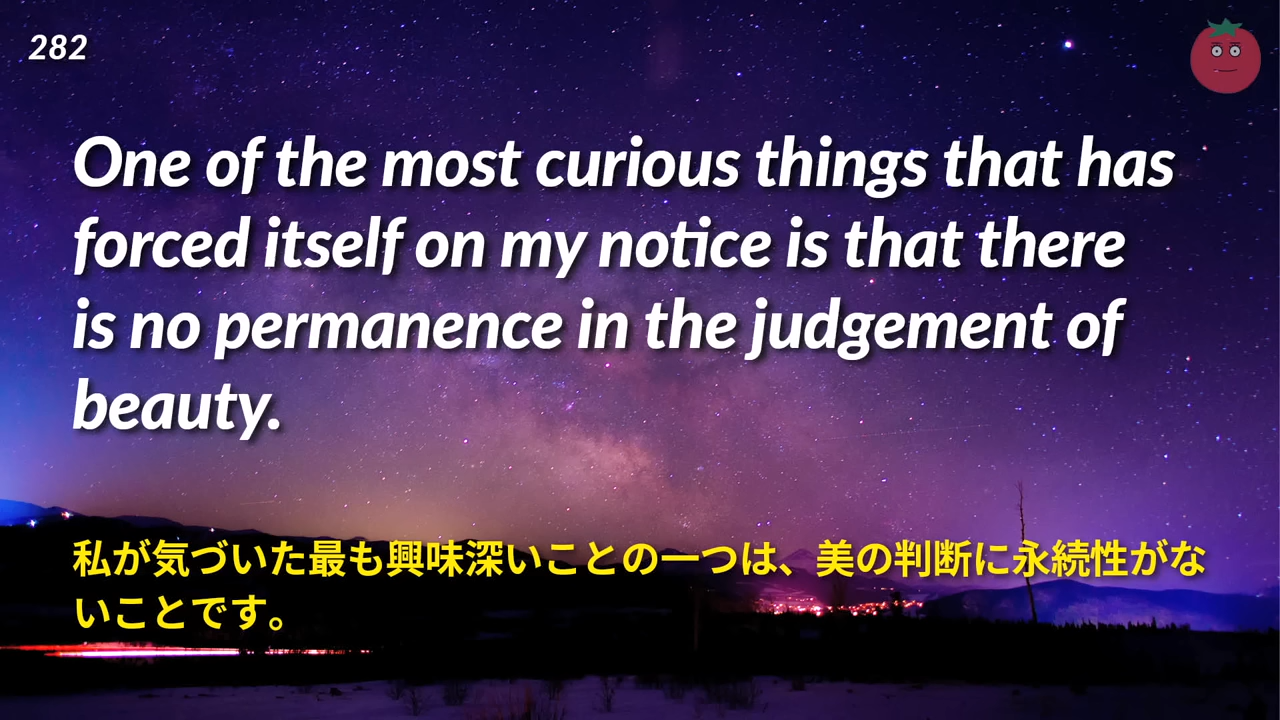 282
One of the most curious things that has
forced itself on my notice is that there
is no permanence in the judgement of
beauty.
私が気づいた最も興味深いことの一つは、美の判断に永続性がな
いことです。